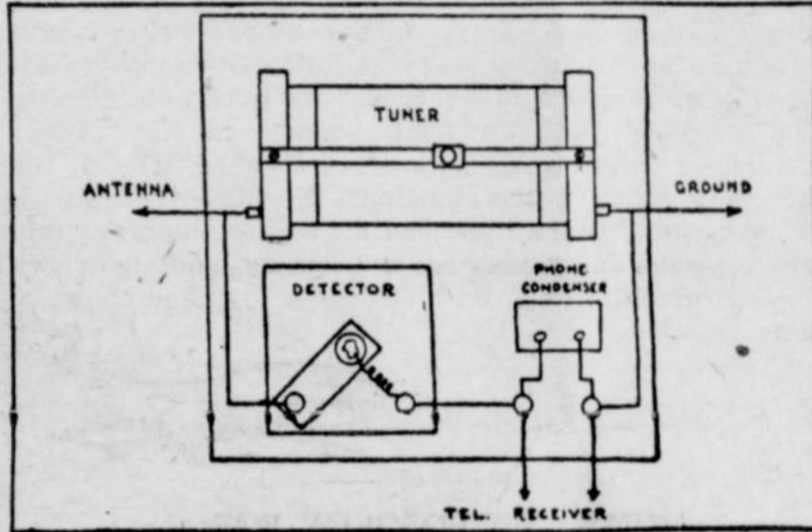 TUNER
ANTENNA
GROUND
DETECTOR
PHONE
CONDENSER
TEL. RECEIVER